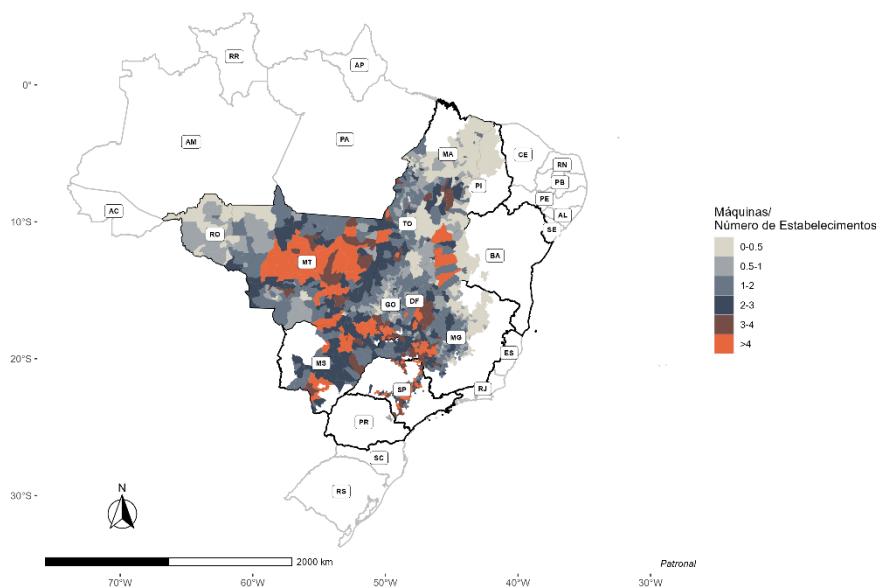 RR
AP
0°
AM
PA
MA
CE
RN
PB
PI
PE
AL
AC
10°S
TO
SE
RO
BA
MT
GO
DF
MG
20°S
MS
ES
SP
RJ
PR
SC
RS
30°S
N
2000 km
Patronal
70°W
60°W
50°W
40°W
30°W
Máquinas/
Número de Estabelecimentos
0-0.5
0.5-1
1-2
2-3
3-4
>4